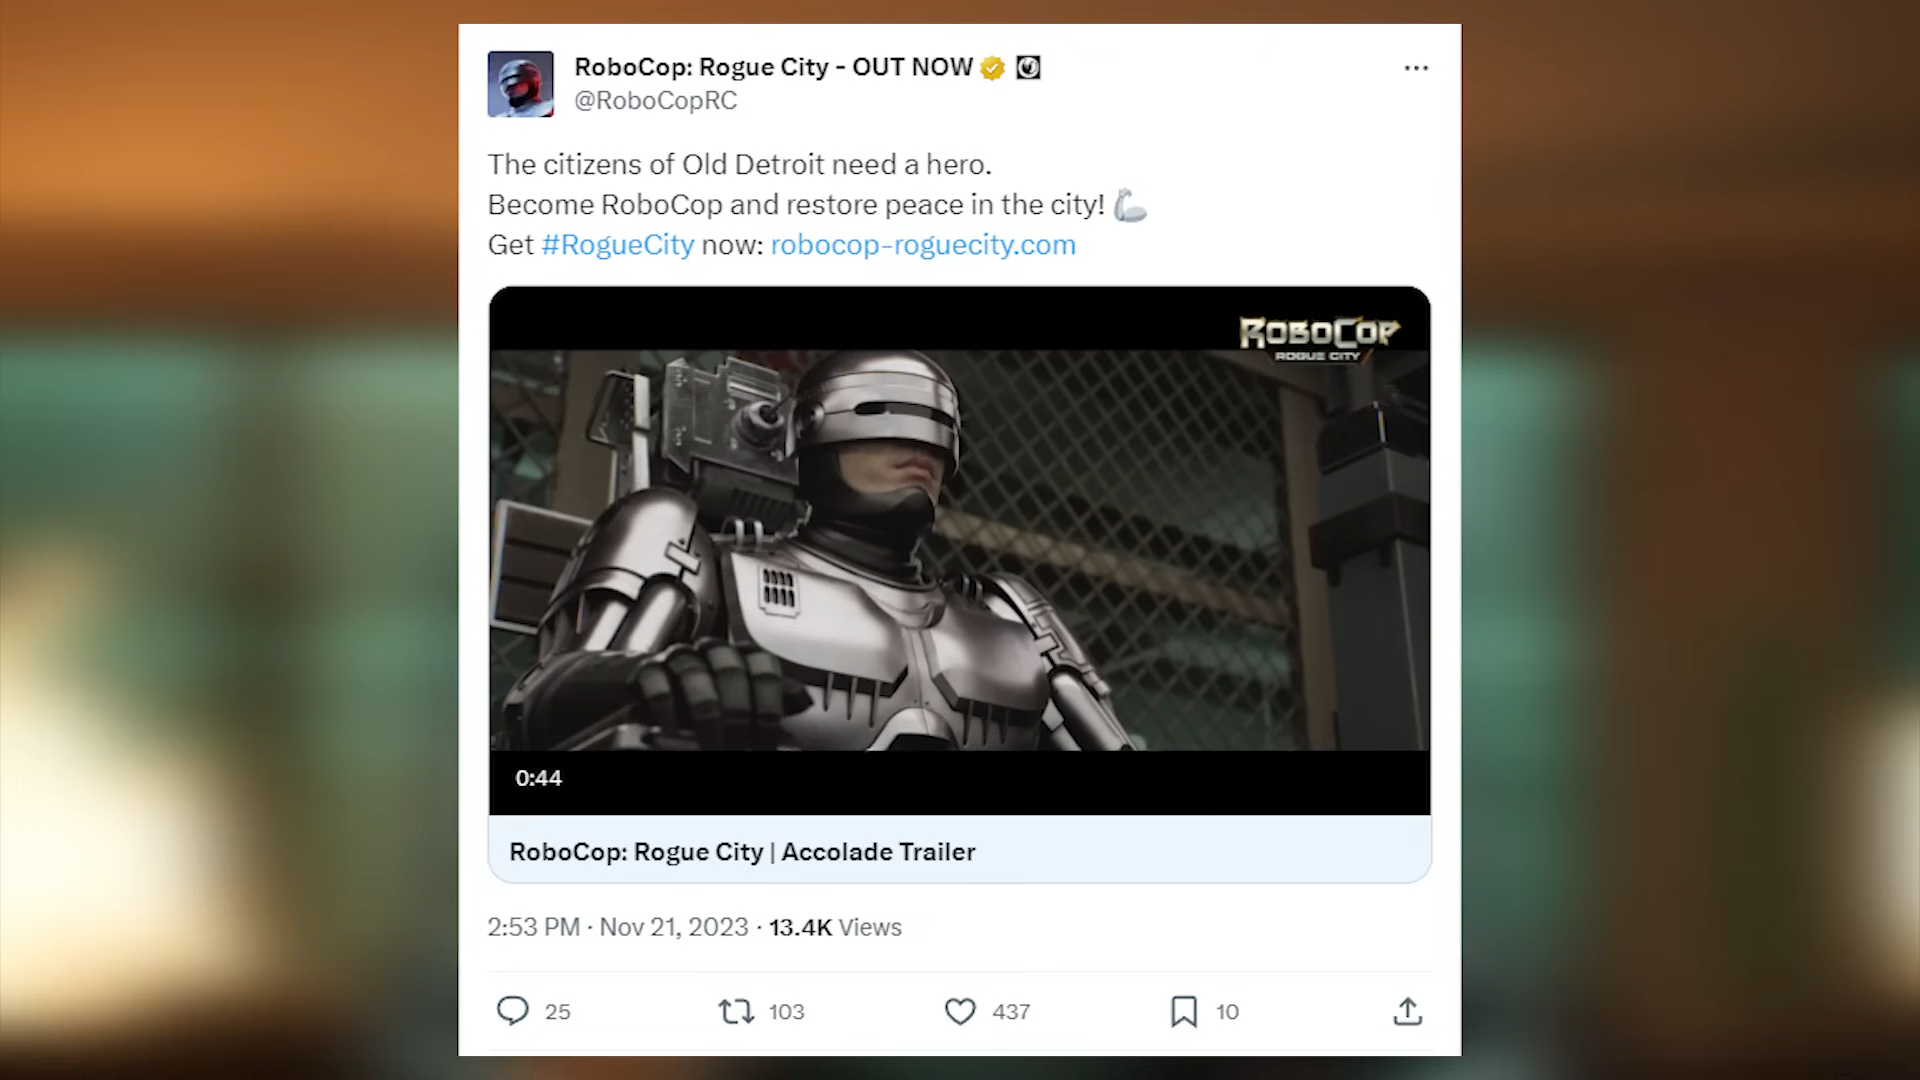 RoboCop: Rogue City - OUT NOW
@RoboCopRC
The citizens of Old Detroit need a hero.
Become RoboCop and restore peace in the city!
Get #RogueCity now: robocop-roguecity.com
ROBOCOP
ROGUE CITY
0:44
RoboCop: Rogue City | Accolade Trailer
2:53 PM · Nov 21, 2023 · 13.4K Views
25 103 437 10